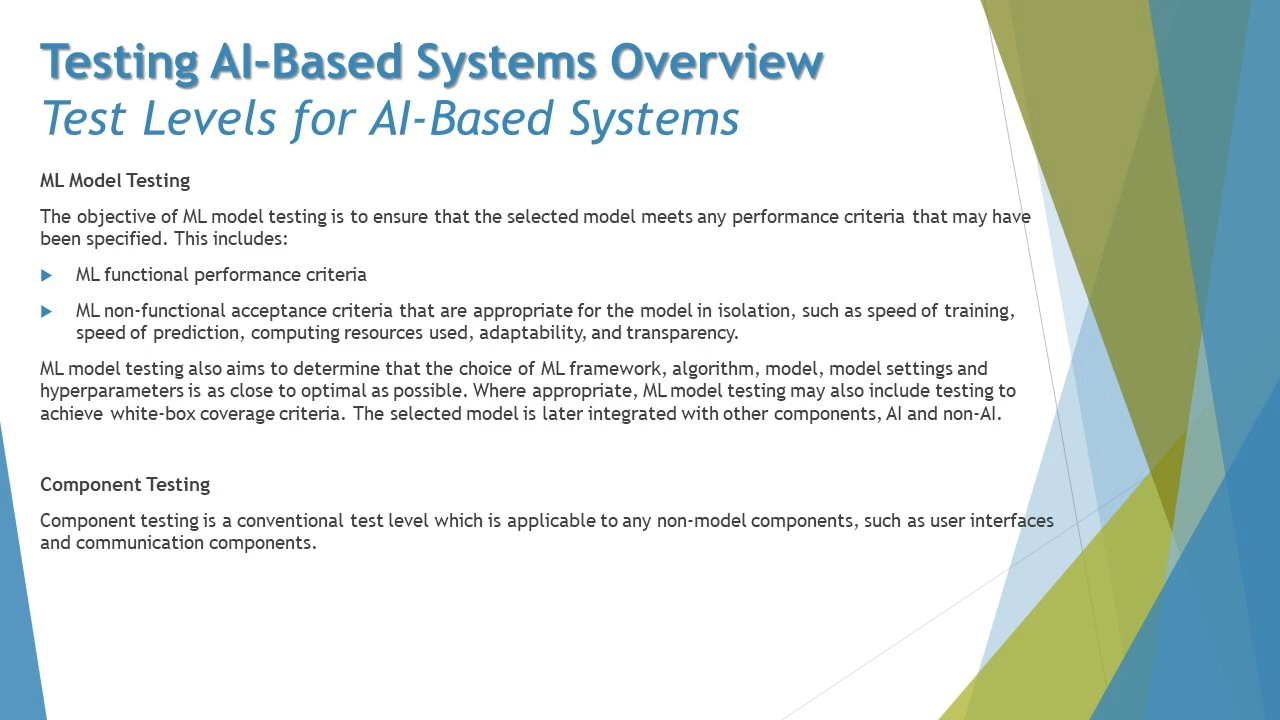 Testing AI-Based Systems Overview
Test Levels for AI-Based Systems
ML Model Testing
The objective of ML model testing is to ensure that the selected model meets any performance criteria that may have
been specified. This includes:
ML functional performance criteria
ML non-functional acceptance criteria that are appropriate for the model in isolation, such as speed of training,
speed of prediction, computing resources used, adaptability, and transparency.
ML model testing also aims to determine that the choice of ML framework, algorithm, model, model settings and
hyperparameters is as close to optimal as possible. Where appropriate, ML model testing may also include testing to
achieve white-box coverage criteria. The selected model is later integrated with other components, AI and non-AI.
Component Testing
Component testing is a conventional test level which is applicable to any non-model components, such as user interfaces
and communication components.